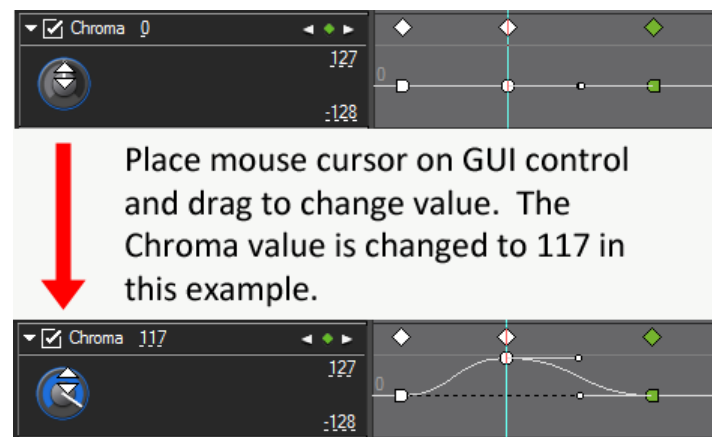 Chroma 0
127
0
-128
Place mouse cursor on GUI control
and drag to change value.  The
Chroma value is changed to 117 in
this example.
Chroma 117
127
0
-128